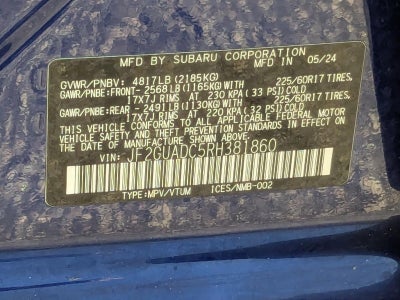 MFD BY SUBARU CORPORATION MFD IN 05/24
GVWR/PNBV: 4817LB (2185KG)
GAWR/PNBE:FRONT- 2568LB (1165KG) WITH 225/60R17 TIRES,
17X7J RIMS AT 230 KPA (33 PSI) COLD
GAWR/PNBE:REAR -2491LB (1130KG) WITH 225/60R17 TIRES,
17X7J RIMS AT 220 KPA (32 PSI) COLD
THIS VEHICLE CONFORMS TO ALL APPLICABLE FEDERAL MOTOR
VEHICLE SAFETY AND THEFT PREVENTION STANDARDS IN EFFECT ON
THE DATE OF MANUFACTURE SHOWN ABOVE.
VIN: JF2GUADC5RH381860
TYPE:MPV/VTUM ICES/NMB-002